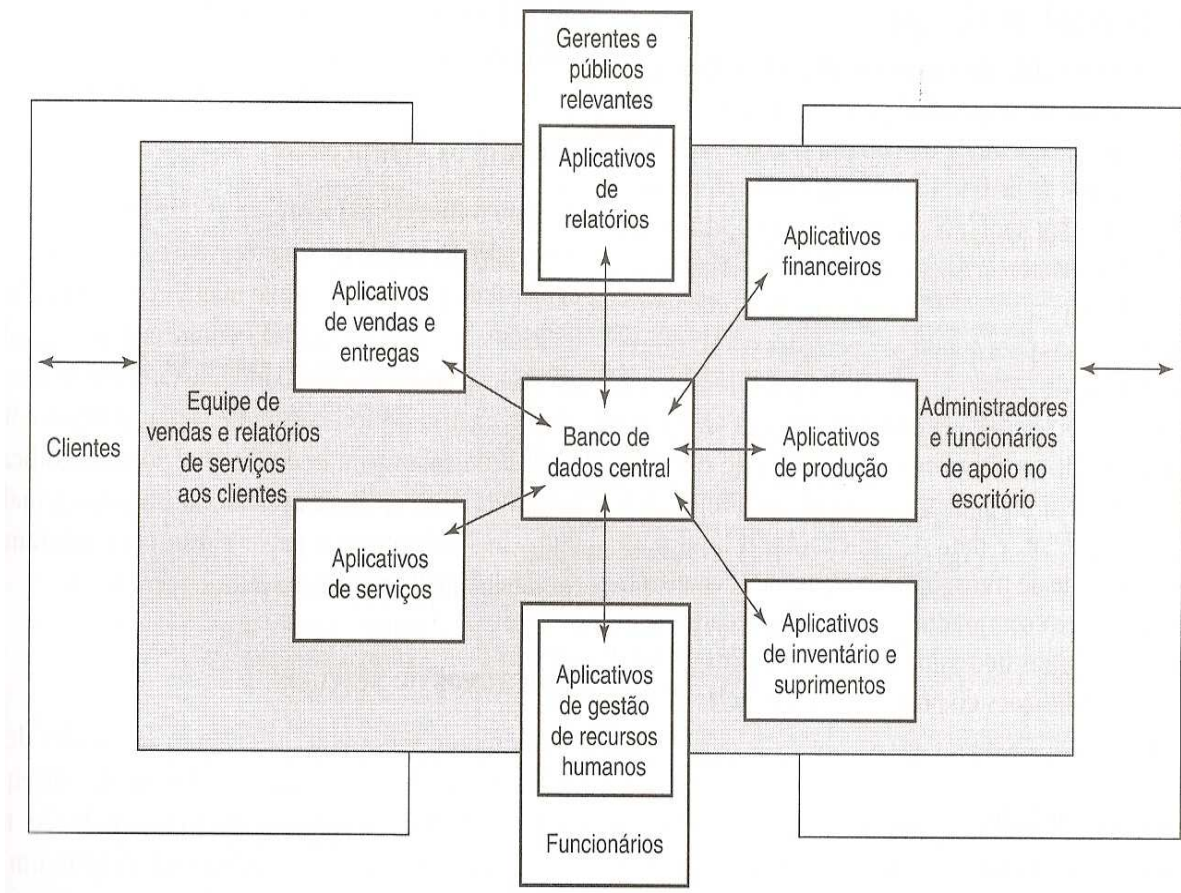 Gerentes e
públicos
relevantes
Aplicativos
de
relatórios
Aplicativos
financeiros
Aplicativos
de vendas e
entregas
Clientes
Equipe de
vendas e relatórios
de serviços
aos clientes
Banco de
dados central
Aplicativos
de produção
Administradores
e funcionários
de apoio no
escritório
Aplicativos
de serviços
Aplicativos
de inventário e
suprimentos
Aplicativos
de gestão
de recursos
humanos
Funcionários